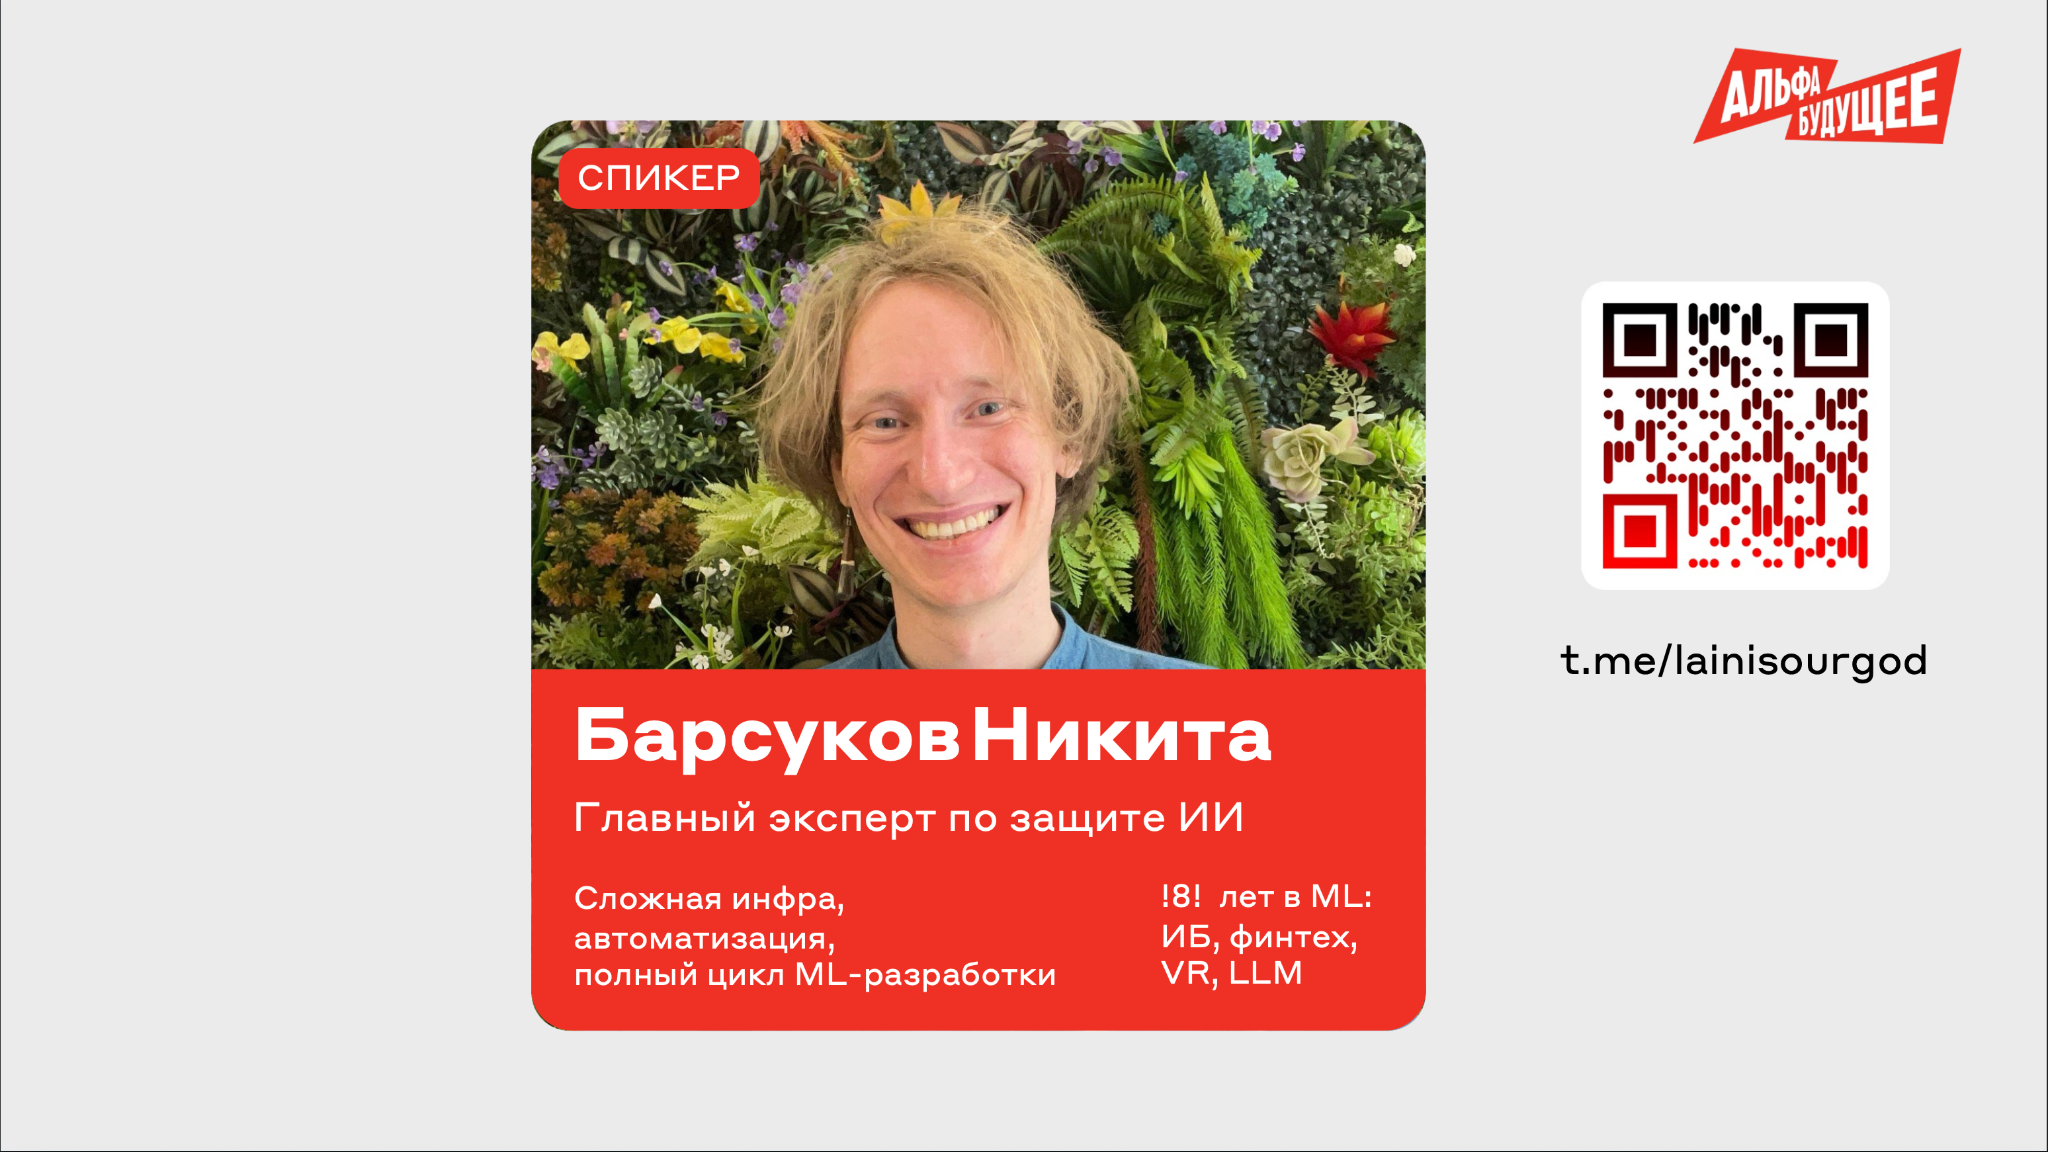 АЛЬФА
БУДУЩЕЕ
СПИКЕР
t.me/lainisourgod
Барсуков Никита
Главный эксперт по защите ИИ
Сложная инфра,
автоматизация,
полный цикл ML-разработки
!8! лет в ML:
ИБ, финтех,
VR, LLM